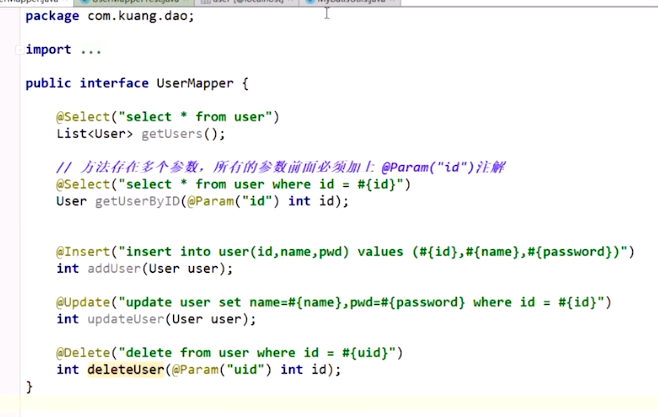 package com.kuang.dao;
import ...
public interface UserMapper {
@Select("select * from user")
List<User> getUsers();
// 方法存在多个参数，所有的参数前面必须加上 @Param("id")注解
@Select("select * from user where id = #{id}")
User getUserByID(@Param("id") int id);
@Insert("insert into user(id,name,pwd) values (#{id},#{name},#{password})")
int addUser(User user);
@Update("update user set name=#{name},pwd=#{password} where id = #{id}")
int updateUser(User user);
@Delete("delete from user where id = #{uid}")
int deleteUser(@Param("uid") int id);
}